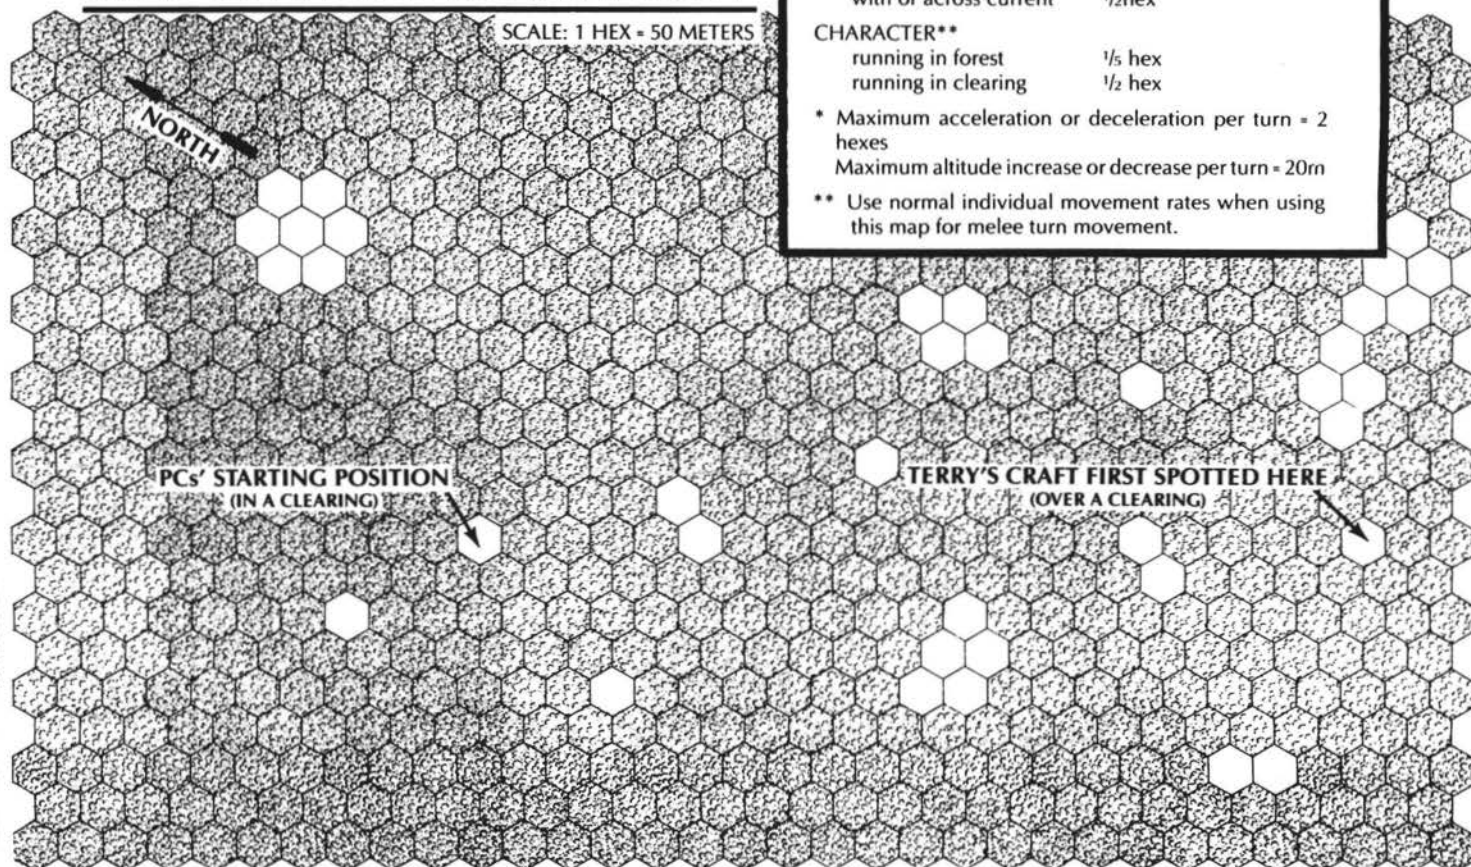 SCALE: 1 HEX = 50 METERS
NORTH
with or across current ½hex
CHARACTER**
running in forest 1/5 hex
running in clearing 1/2 hex
* Maximum acceleration or deceleration per turn = 2
hexes
Maximum altitude increase or decrease per turn = 20m
** Use normal individual movement rates when using
this map for melee turn movement.
PCs' STARTING POSITION
(IN A CLEARING)
TERRY'S CRAFT FIRST SPOTTED HERE
(OVER A CLEARING)